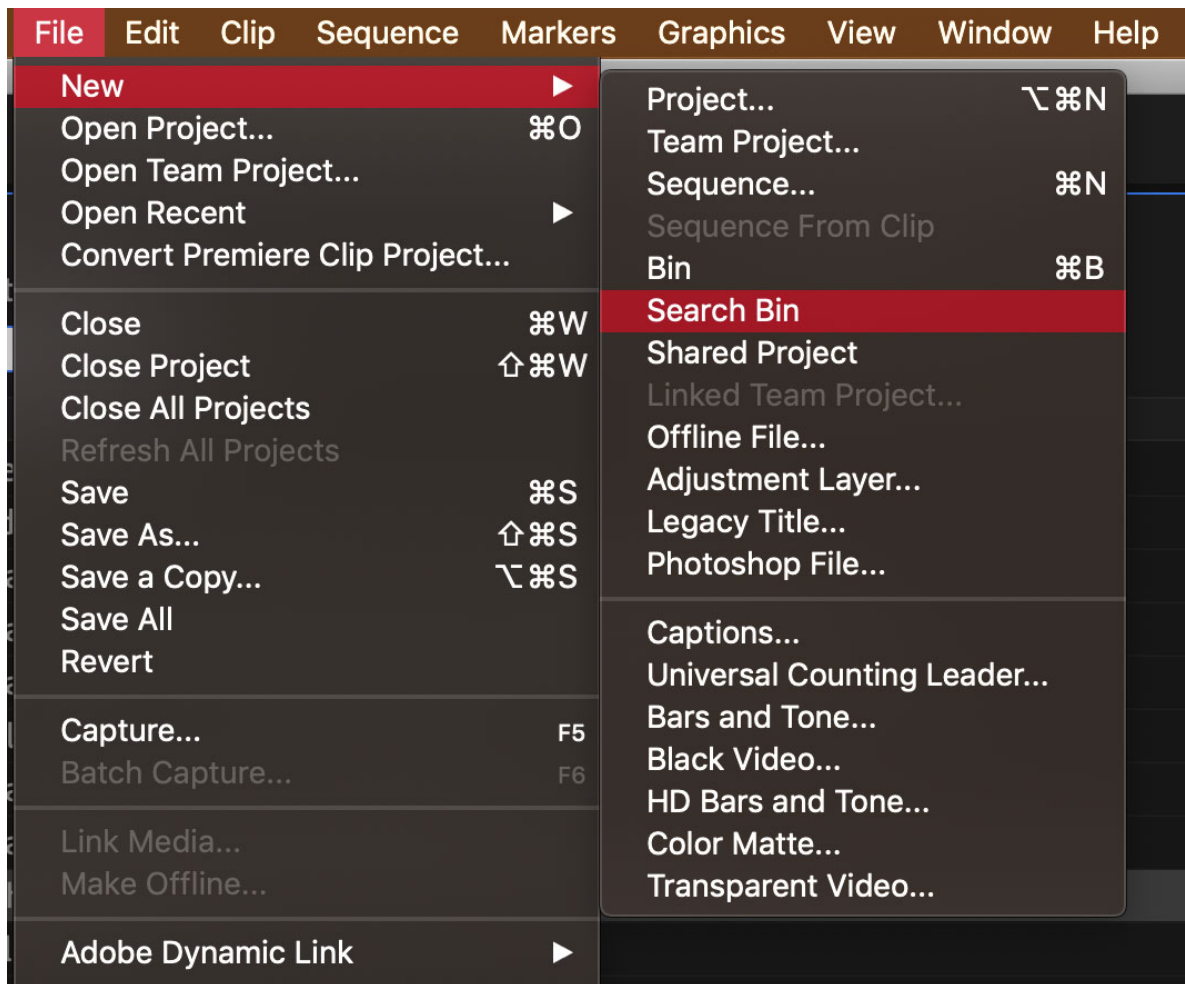 File Edit Clip Sequence Markers Graphics View Window Help
New ▶
Open Project... ⌘O
Open Team Project...
Open Recent ▶
Convert Premiere Clip Project...
Close ⌘W
Close Project ⇧⌘W
Close All Projects
Refresh All Projects
Save ⌘S
Save As... ⇧⌘S
Save a Copy... ⌥⌘S
Save All
Revert
Capture... F5
Batch Capture... F6
Link Media...
Make Offline...
Adobe Dynamic Link ▶
Project... ⌥⌘N
Team Project...
Sequence... ⌘N
Sequence From Clip
Bin ⌘B
Search Bin
Shared Project
Linked Team Project...
Offline File...
Adjustment Layer...
Legacy Title...
Photoshop File...
Captions...
Universal Counting Leader...
Bars and Tone...
Black Video...
HD Bars and Tone...
Color Matte...
Transparent Video...